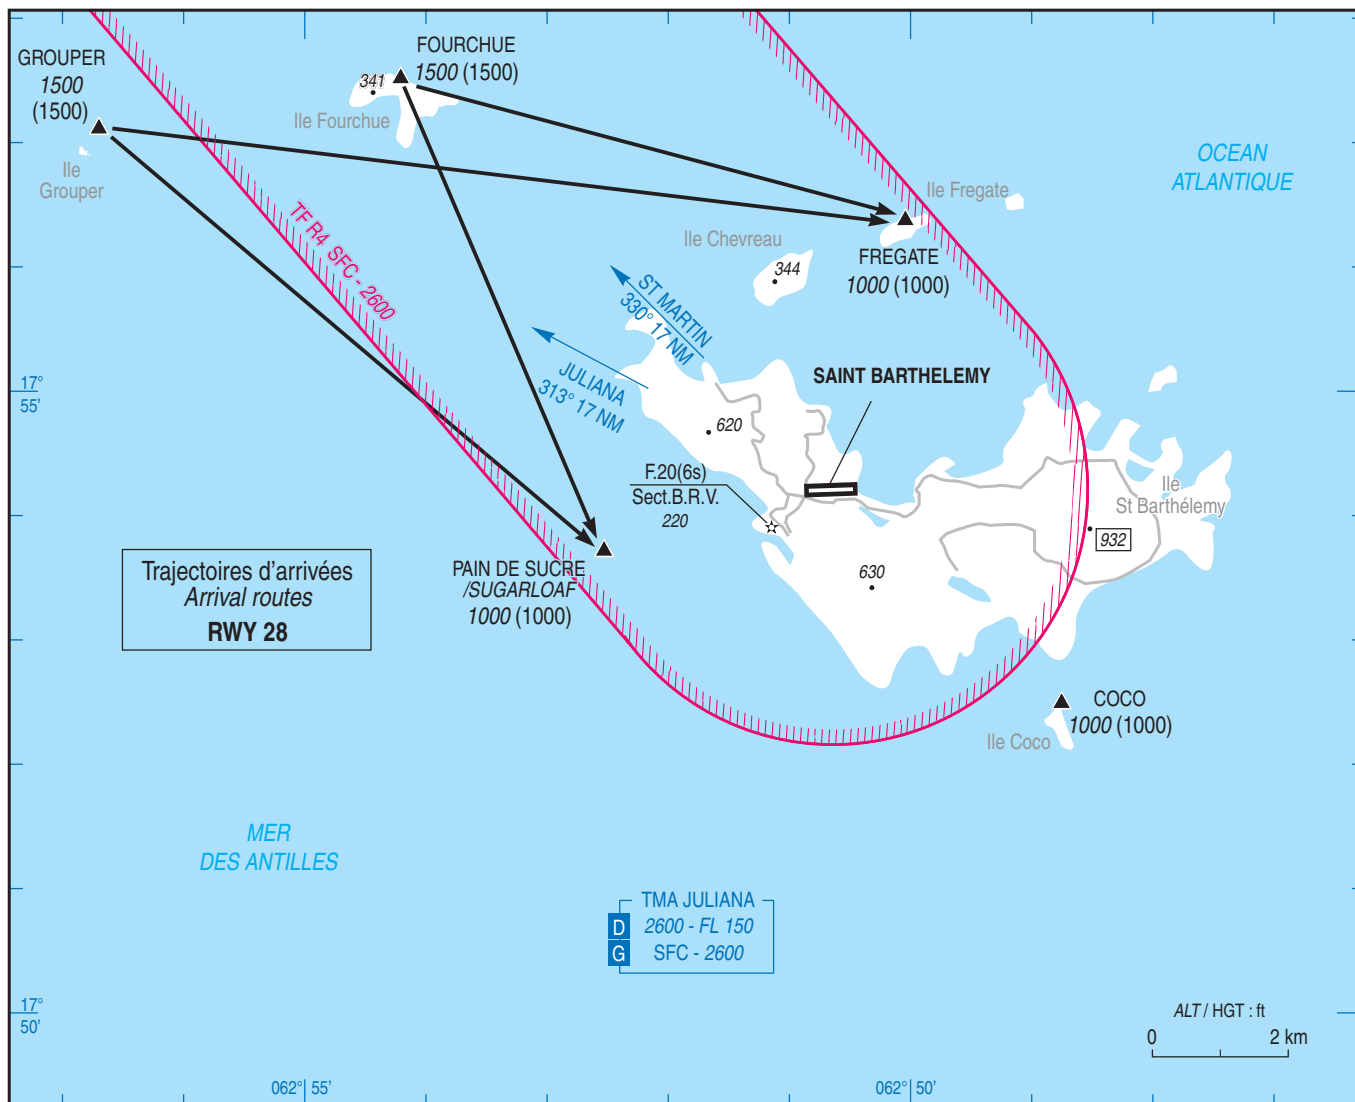 GROUPER
1500
(1500)
FOURCHUE
1500 (1500)
341
Ile Fourchue
Ile
Grouper
OCEAN
ATLANTIQUE
Ile Fregate
Ile Chevreau
FREGATE
1000 (1000)
344
TF R4 SFC - 2600
ST MARTIN
330° 17 NM
JULIANA
313° 17 NM
SAINT BARTHELEMY
17°
55'
620
F.20(6s)
Sect.B.R.V.
220
Ile
St Barthélemy
932
630
PAIN DE SUCRE
/SUGARLOAF
1000 (1000)
Trajectoires d'arrivées
Arrival routes
RWY 28
COCO
1000 (1000)
Ile Coco
MER
DES ANTILLES
TMA JULIANA
D 2600 - FL 150
G SFC - 2600
17°
50'
ALT / HGT : ft
0 2 km
062° 55'
062° 50'